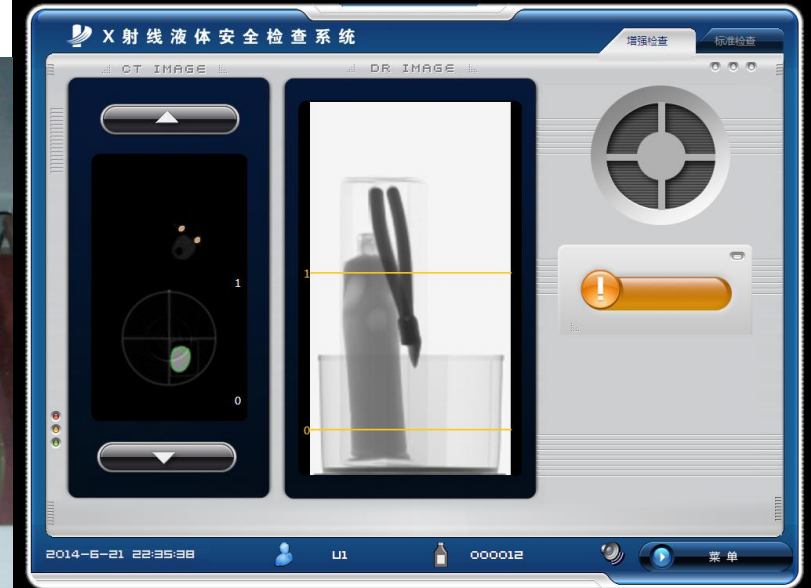 X射线液体安全检查系统
增强检查
标准检查
CT IMAGE
DR IMAGE
1
0
1
0
2014-6-21 22:35:38
U1
000012
菜单